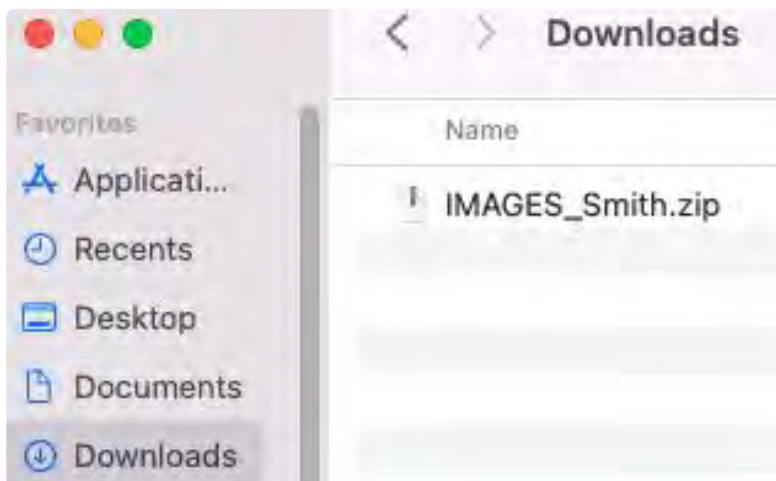 Favorites
Applicati...
Recents
Desktop
Documents
Downloads
Downloads
Name
IMAGES_Smith.zip